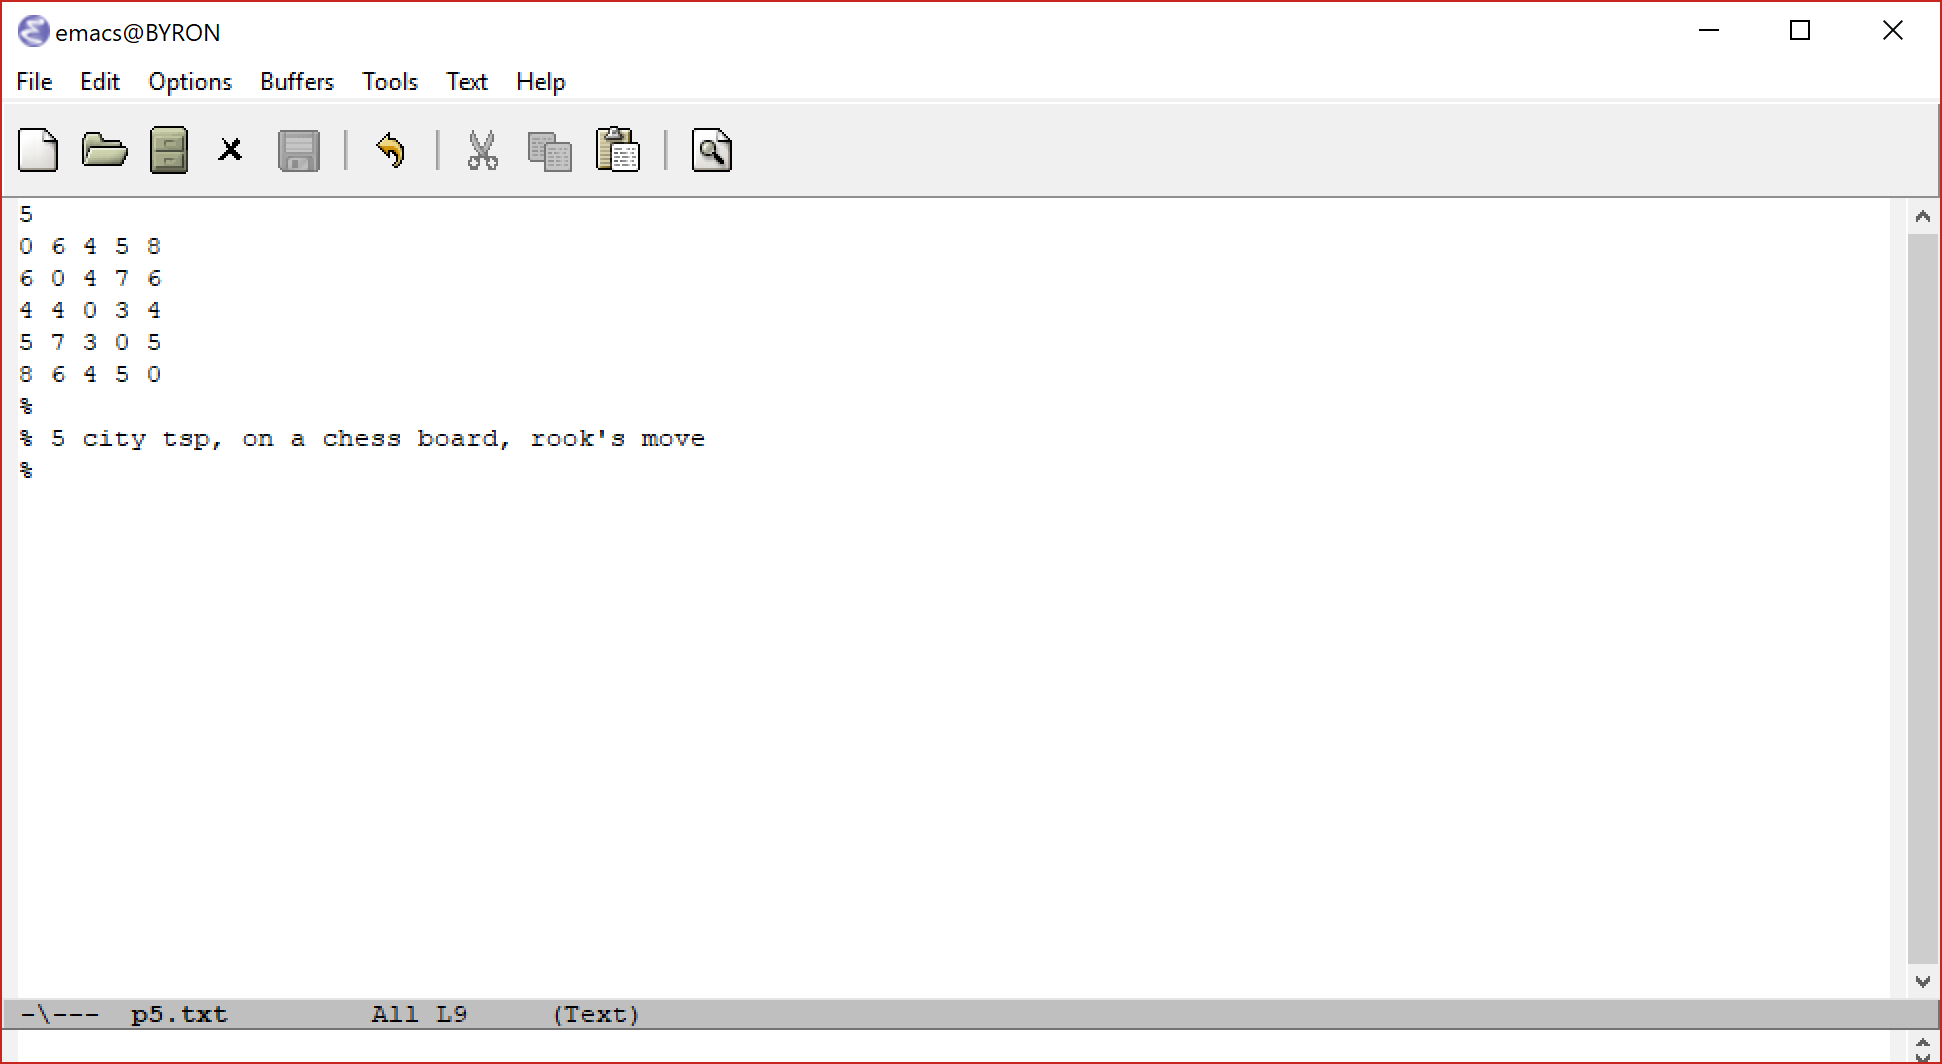 emacs@BYRON
File Edit Options Buffers Tools Text Help
5
0 6 4 5 8
6 0 4 7 6
4 4 0 3 4
5 7 3 0 5
8 6 4 5 0
%
% 5 city tsp, on a chess board, rook's move
%
-\--- p5.txt All L9 (Text)